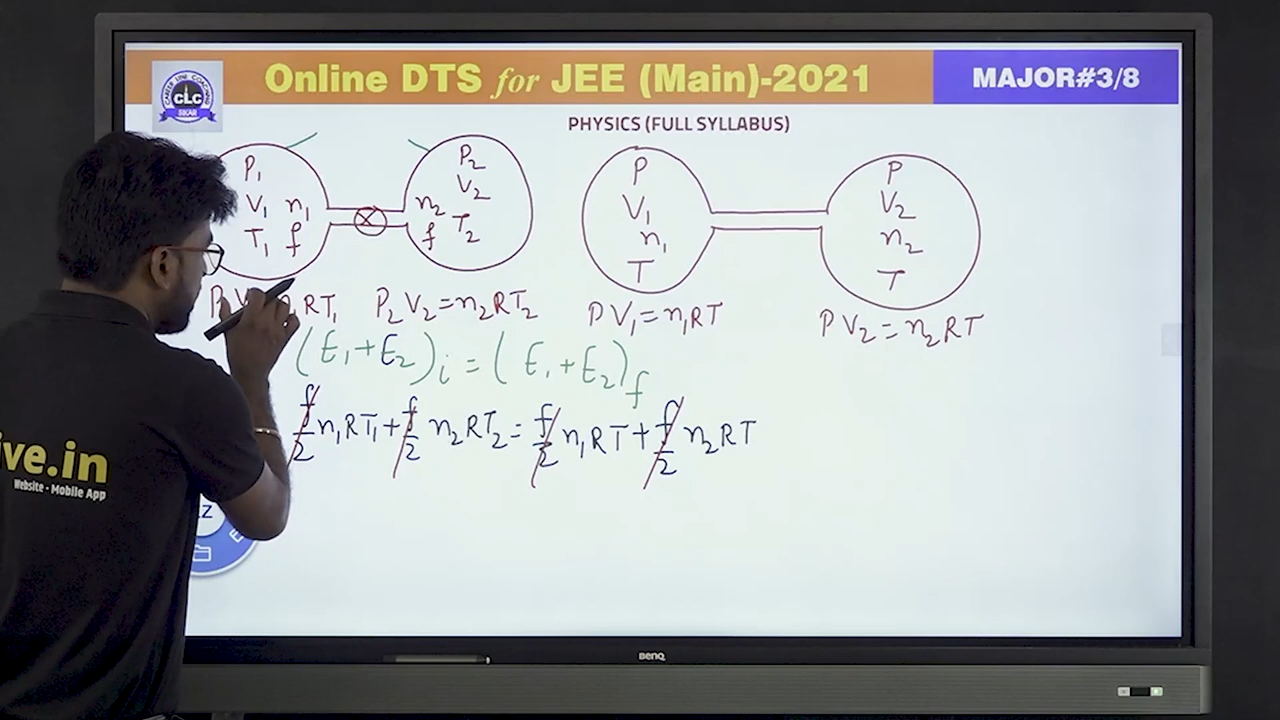 Online DTS for JEE (Main)-2021
MAJOR#3/8
CLC
SIKAR
PHYSICS (FULL SYLLABUS)
P₁
V₁ n₁
T₁ f
P₂
V₂
n₂
f T₂
P
V₁
n₁
T
P
V₂
n₂
T
RT₁
P₂V₂=n₂RT₂
PV₁=n₁RT
PV₂=n₂RT
(E₁+E₂)i = (E₁+E₂)f
f/2 n₁RT₁+f/2 n₂RT₂=f/2 n₁RT+f/2 n₂RT
ive.in
Website - Mobile App
BENQ